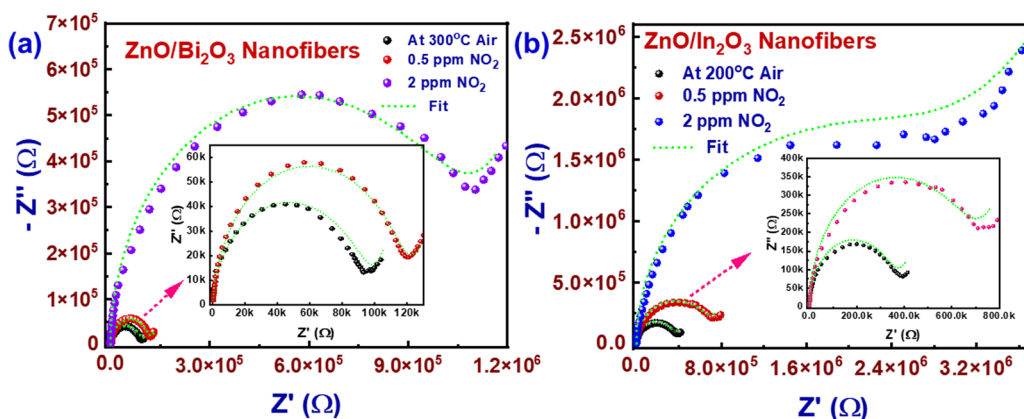 (a)
ZnO/Bi₂O₃ Nanofibers
At 300°C Air
0.5 ppm NO₂
2 ppm NO₂
Fit
- Z'' (Ω)
7×10⁵
6×10⁵
5×10⁵
4×10⁵
3×10⁵
2×10⁵
1×10⁵
0
0.0
3.0×10⁵
6.0×10⁵
9.0×10⁵
1.2×10⁶
Z' (Ω)
Z'' (Ω)
60k
50k
40k
30k
20k
10k
0
0
20k
40k
60k
80k
100k
120k
Z' (Ω)
(b)
ZnO/In₂O₃ Nanofibers
At 200°C Air
0.5 ppm NO₂
2 ppm NO₂
Fit
- Z'' (Ω)
2.5×10⁶
2.0×10⁶
1.5×10⁶
1.0×10⁶
5.0×10⁵
0.0
0.0
8.0×10⁵
1.6×10⁶
2.4×10⁶
3.2×10⁶
Z' (Ω)
Z'' (Ω)
400k
350k
300k
250k
200k
150k
100k
50k
0
0.0
200.0k
400.0k
600.0k
800.0k
Z' (Ω)